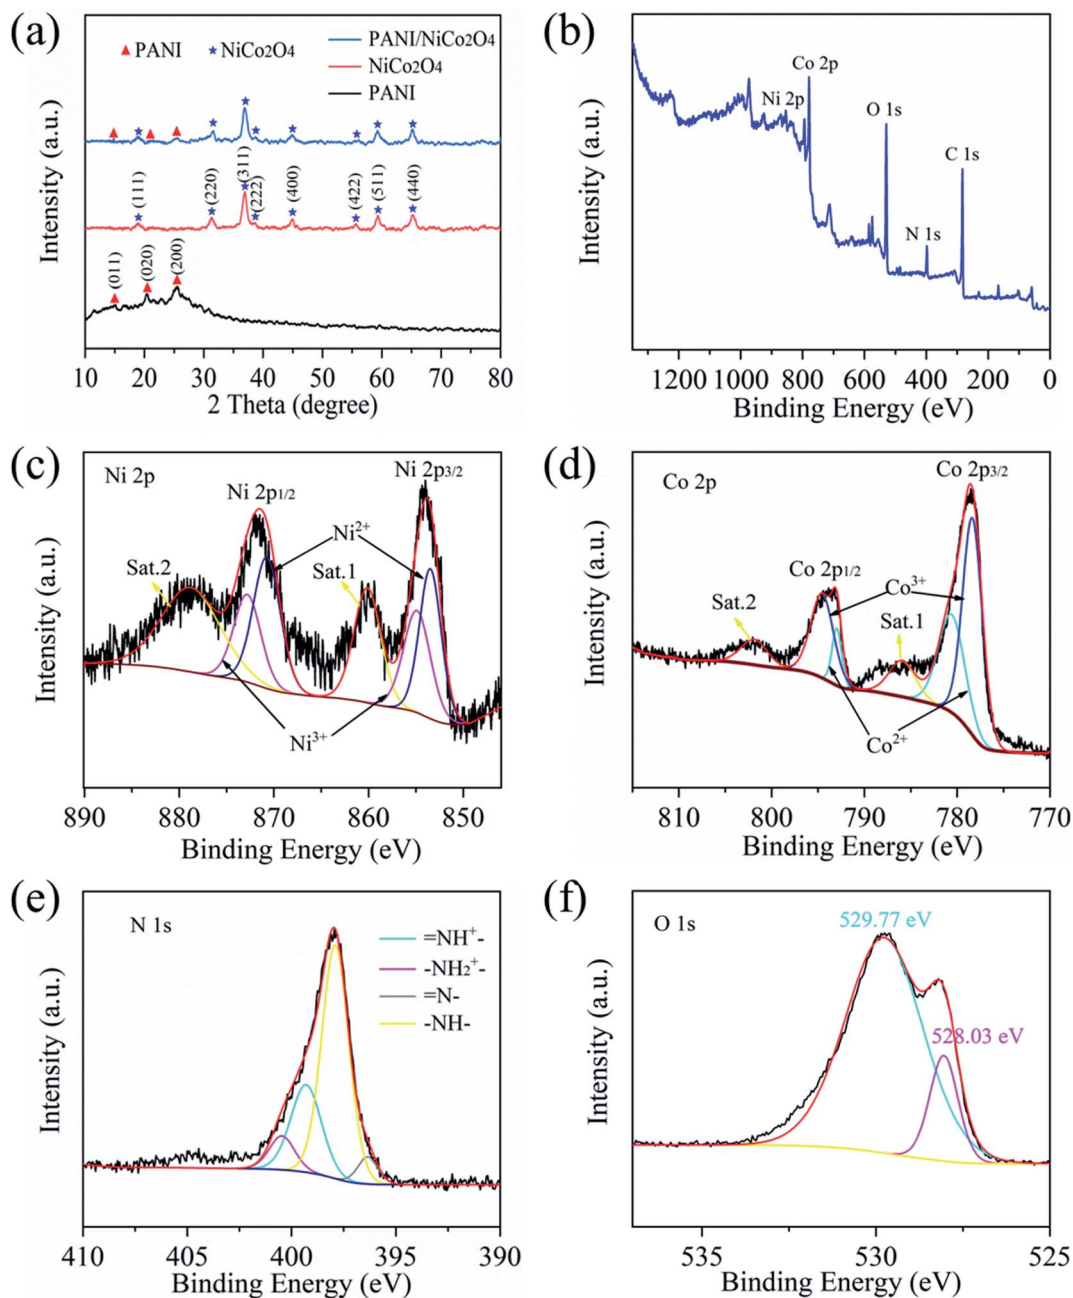 (a)
PANI NiCo2O4
PANI/NiCo2O4
NiCo2O4
PANI
(111)
(220)
(311)
(222)
(400)
(422)
(511)
(440)
(011)
(020)
(200)
Intensity (a.u.)
10 20 30 40 50 60 70 80
2 Theta (degree)
(b)
Co 2p
Ni 2p
O 1s
C 1s
N 1s
Intensity (a.u.)
1200 1000 800 600 400 200 0
Binding Energy (eV)
(c)
Ni 2p
Ni 2p3/2
Ni 2p1/2
Ni2+
Sat.2
Sat.1
Ni3+
Intensity (a.u.)
890 880 870 860 850
Binding Energy (eV)
(d)
Co 2p
Co 2p3/2
Co 2p1/2
Co3+
Sat.2
Sat.1
Co2+
Intensity (a.u.)
810 800 790 780 770
Binding Energy (eV)
(e)
N 1s
=NH+-
-NH2+-
=N-
-NH-
Intensity (a.u.)
410 405 400 395 390
Binding Energy (eV)
(f)
O 1s
529.77 eV
528.03 eV
Intensity (a.u.)
535 530 525
Binding Energy (eV)